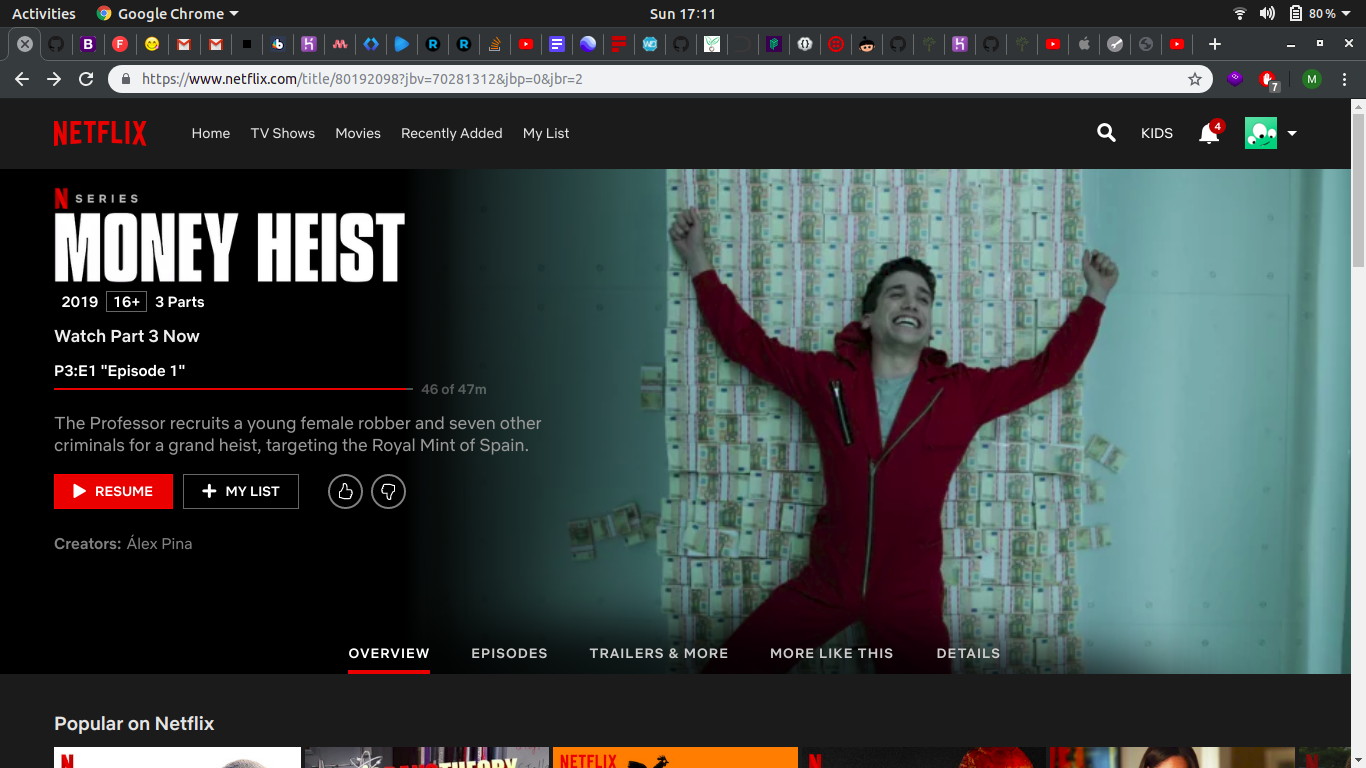 Activities Google Chrome Sun 17:11 80%
https://www.netflix.com/title/80192098?jbv=70281312&jbp=0&jbr=2 7 M
NETFLIX Home TV Shows Movies Recently Added My List KIDS 4
N SERIES
MONEY HEIST
2019 16+ 3 Parts
Watch Part 3 Now
P3:E1 "Episode 1"
46 of 47m
The Professor recruits a young female robber and seven other
criminals for a grand heist, targeting the Royal Mint of Spain.
RESUME MY LIST
Creators: Álex Pina
OVERVIEW EPISODES TRAILERS & MORE MORE LIKE THIS DETAILS
Popular on Netflix
N NETFLIX N N
THEORY